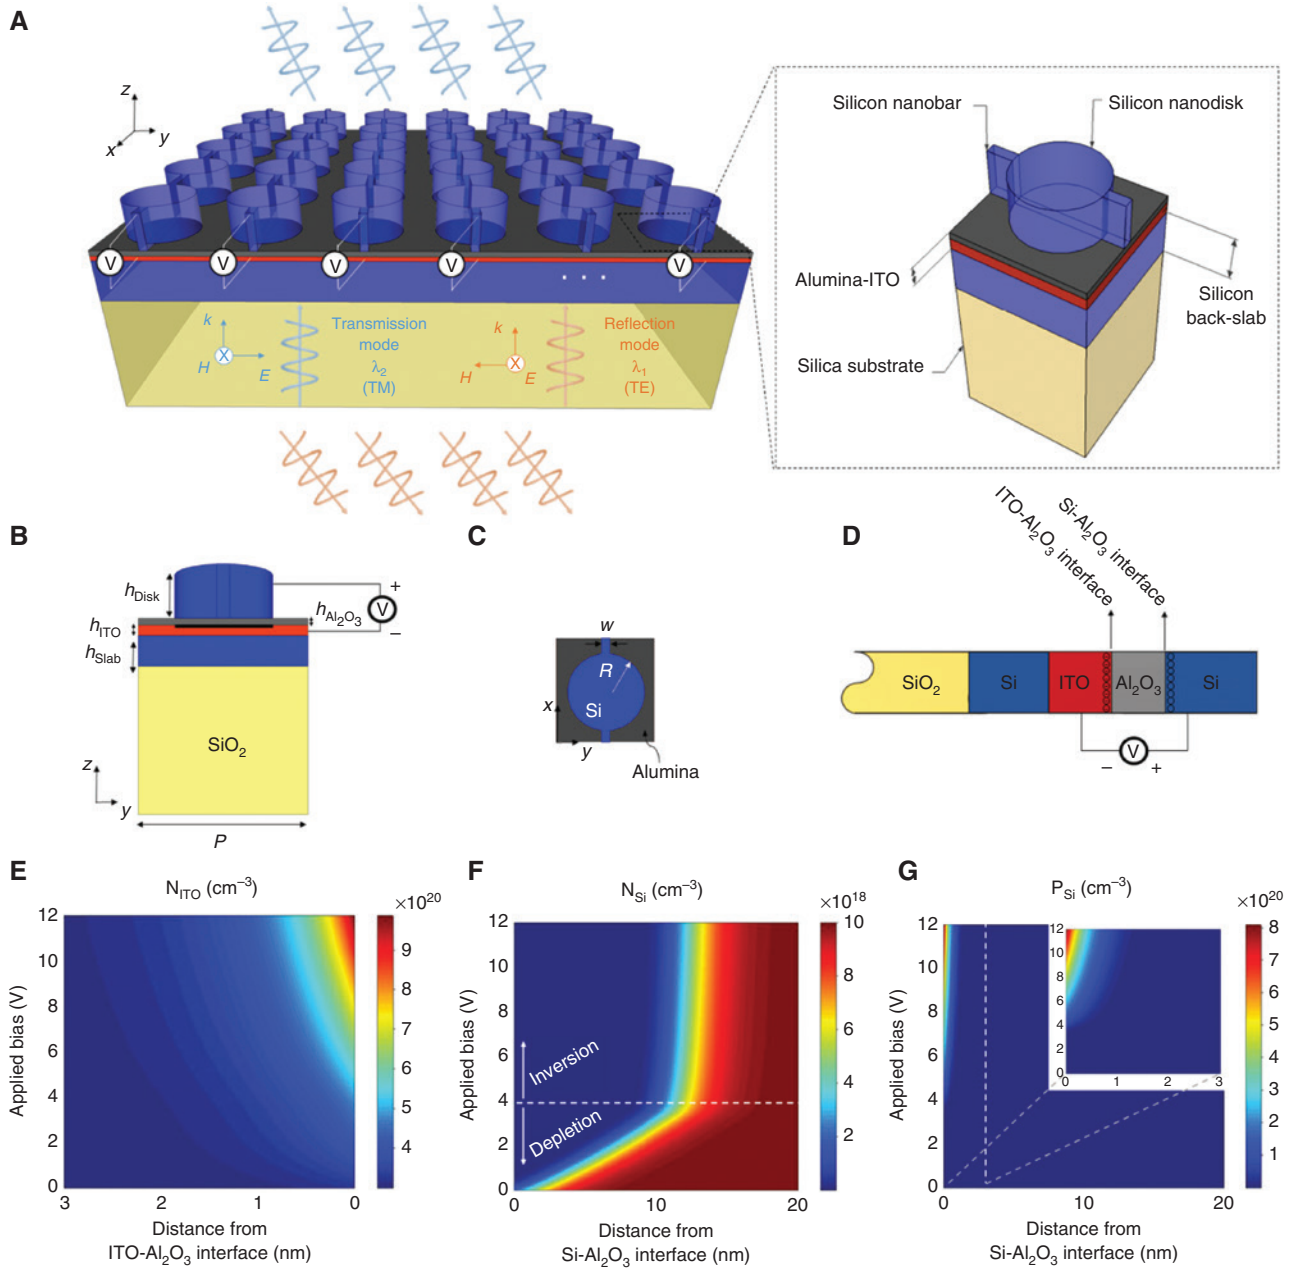 A
z
y
x
Silicon nanobar
Silicon nanodisk
V V V V V
. . .
Alumina-ITO
Silicon
back-slab
Silica substrate
k
H
X
E
Transmission
mode
λ2
(TM)
k
H
X
E
Reflection
mode
λ1
(TE)
B
hDisk
hITO
hSlab
hAl2O3
+
V
−
SiO2
z
y
P
C
w
R
Si
x
y
Alumina
D
ITO-Al2O3 interface
Si-Al2O3 interface
SiO2 Si ITO Al2O3 Si
− V +
E
NITO (cm−3)
×10^20
12
10
8
6
4
2
0
3 2 1 0
9
8
7
6
5
4
Applied bias (V)
Distance from
ITO-Al2O3 interface (nm)
F
NSi (cm−3)
×10^18
12
10
8
6
4
2
0
0 10 20
10
8
6
4
2
Inversion
Depletion
Applied bias (V)
Distance from
Si-Al2O3 interface (nm)
G
PSi (cm−3)
×10^20
12
10
8
6
4
2
0
0 10 20
12
10
8
6
4
2
0
0 1 2 3
8
7
6
5
4
3
2
1
Applied bias (V)
Distance from
Si-Al2O3 interface (nm)